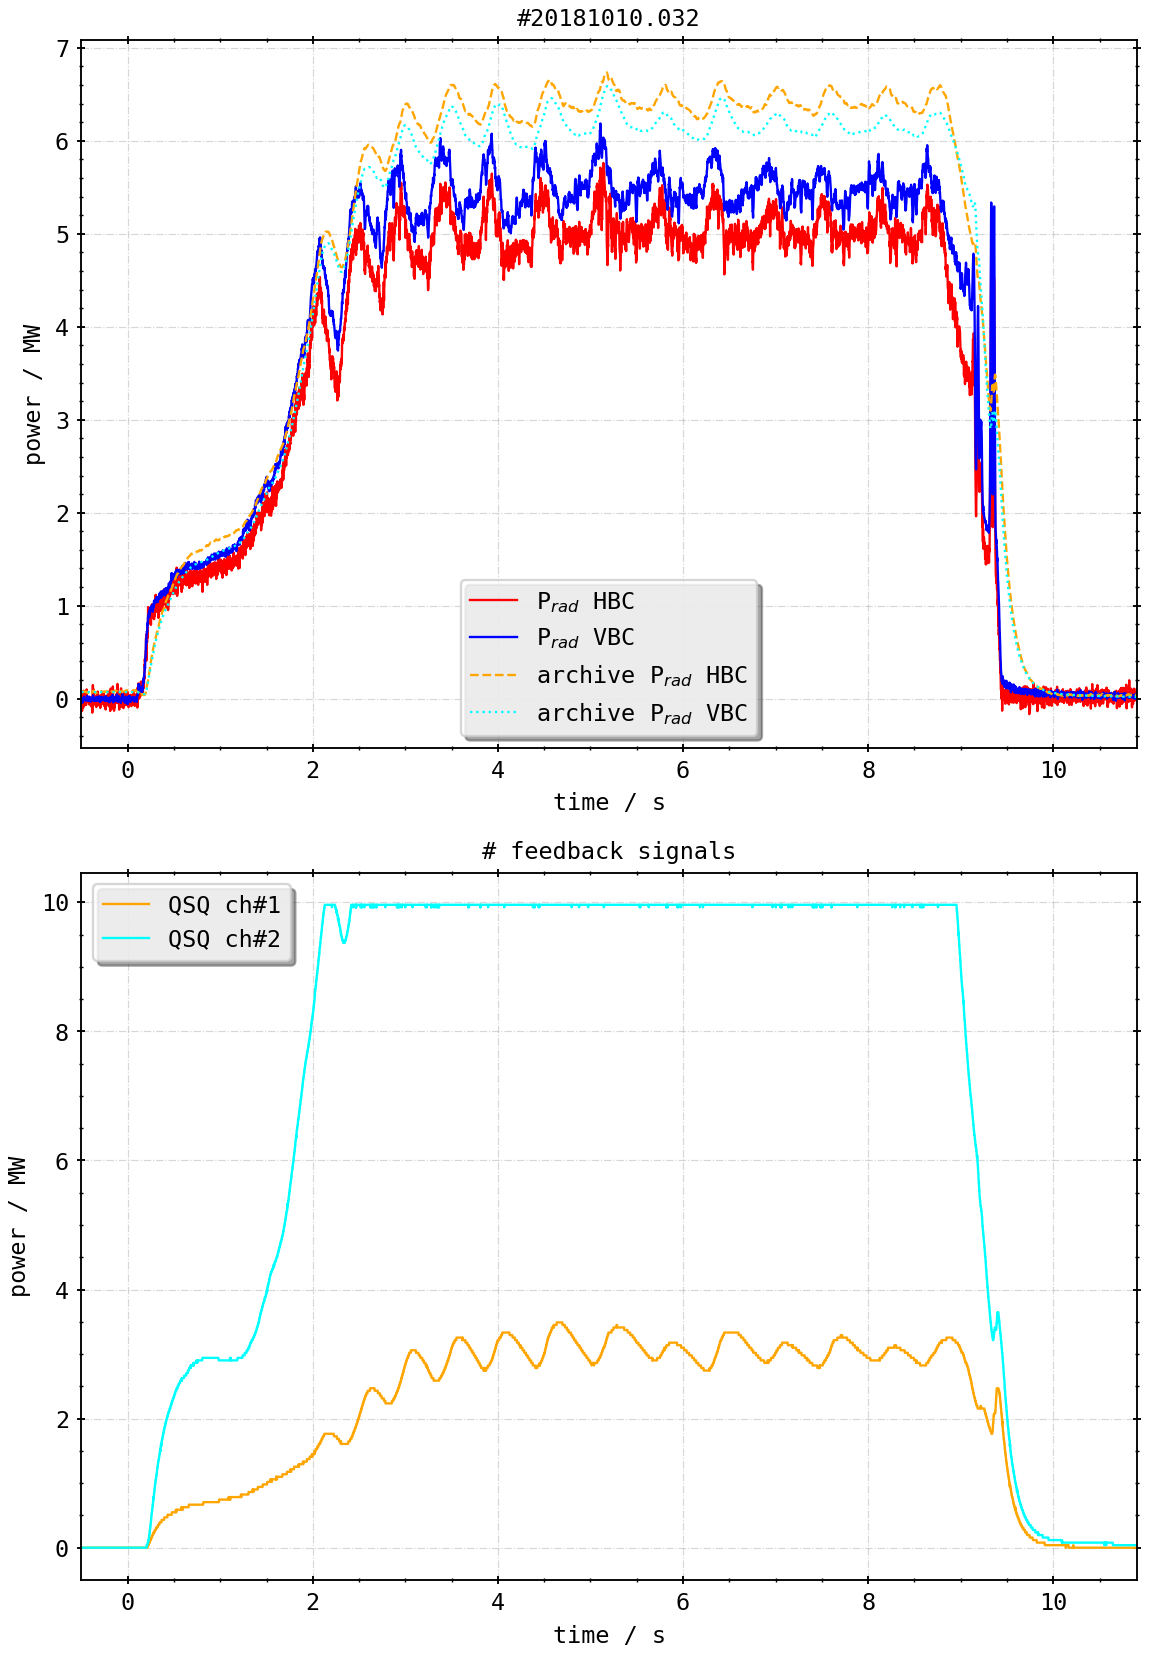 #20181010.032
7
6
5
4
3
2
1
0
power / MW
P_rad HBC
P_rad VBC
archive P_rad HBC
archive P_rad VBC
0 2 4 6 8 10
time / s
# feedback signals
QSQ ch#1
QSQ ch#2
10
8
6
4
2
0
power / MW
0 2 4 6 8 10
time / s